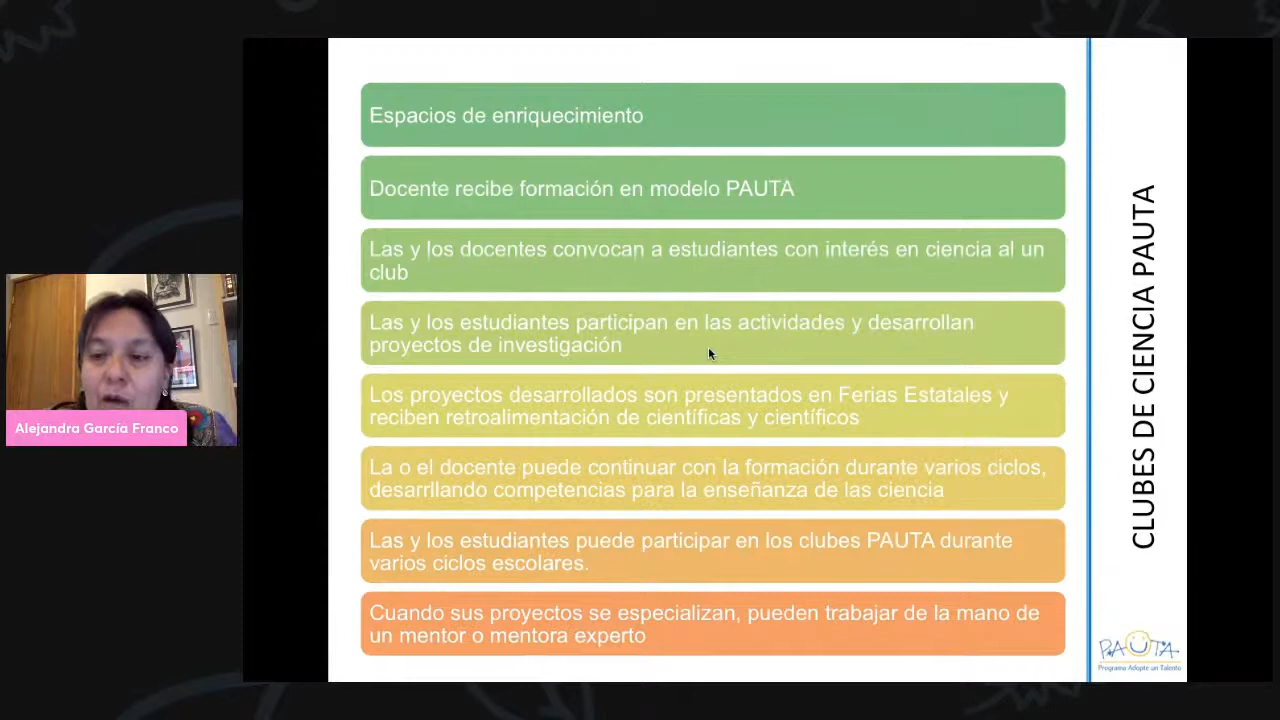 Espacios de enriquecimiento
Docente recibe formación en modelo PAUTA
Las y los docentes convocan a estudiantes con interés en ciencia al un
club
Las y los estudiantes participan en las actividades y desarrollan
proyectos de investigación
Los proyectos desarrollados son presentados en Ferias Estatales y
reciben retroalimentación de científicas y científicos
La o el docente puede continuar con la formación durante varios ciclos,
desarrllando competencias para la enseñanza de las ciencia
Las y los estudiantes puede participar en los clubes PAUTA durante
varios ciclos escolares.
Cuando sus proyectos se especializan, pueden trabajar de la mano de
un mentor o mentora experto
CLUBES DE CIENCIA PAUTA
PAUTA
Programa Adopte un Talento
Alejandra García Franco